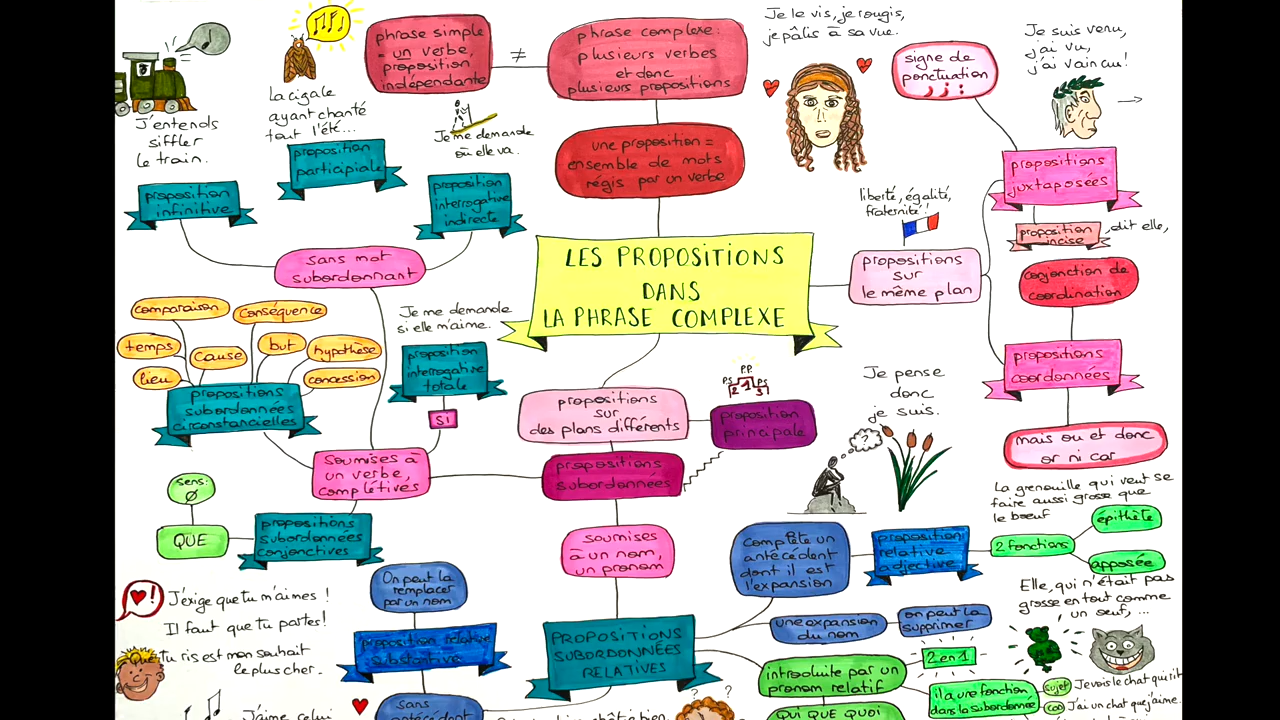 phrase simple
= un verbe,
proposition
indépendante
≠
phrase complexe:
plusieurs verbes
et donc
plusieurs propositions
Je le vis, je rougis,
je pâlis à sa vue.
signe de
ponctuation
, ; :
Je suis venu,
j'ai vu,
j'ai vaincu!
J'entends
siffler
le train.
La cigale
ayant chanté
tout l'été...
Je me demande
où elle va.
une proposition =
ensemble de mots
régis par un verbe
proposition
infinitive
proposition
participiale
proposition
interrogative
indirecte
propositions
juxtaposées
proposition
incise
, dit elle,
liberté, égalité,
fraternité!
sans mot
subordonnant
LES PROPOSITIONS
DANS
LA PHRASE COMPLEXE
propositions
sur
le même plan
conjonction de
coordination
comparaison
conséquence
temps
cause
but
hypothèse
lieu
concession
propositions
subordonnées
circonstancielles
Je me demande
si elle m'aime.
proposition
interrogative
totale
SI
propositions
sur
des plans différents
P.P.
P.S
P.S
2 1 3
proposition
principale
propositions
coordonnées
Je pense
donc
je suis.
mais ou et donc
or ni car
soumises à
un verbe,
complétives
propositions
subordonnées
sens:
∅
QUE
propositions
subordonnées
conjonctives
soumises
à un nom,
un pronom
complète un
antécédent
dont il est
l'expansion
proposition
relative
adjective
2 fonctions
La grenouille qui veut se
faire aussi grosse que
le bœuf
épithète
apposée
Elle, qui n'était pas
grosse en tout comme
un œuf, ...
J'exige que tu m'aimes!
Il faut que tu partes!
Que tu ris est mon souhait
le plus cher.
On peut la
remplacer
par un nom
proposition relative
substantive
sans
antécédent
PROPOSITIONS
SUBORDONNÉES
RELATIVES
une expansion
du nom
on peut la
supprimer
introduite par un
pronom relatif
2 en 1
il a une fonction
dans la subordonnée
sujet
Je vois le chat qui rit
COD
J'ai un chat que j'aime.
QUI QUE QUOI
J'aime celui
? ?